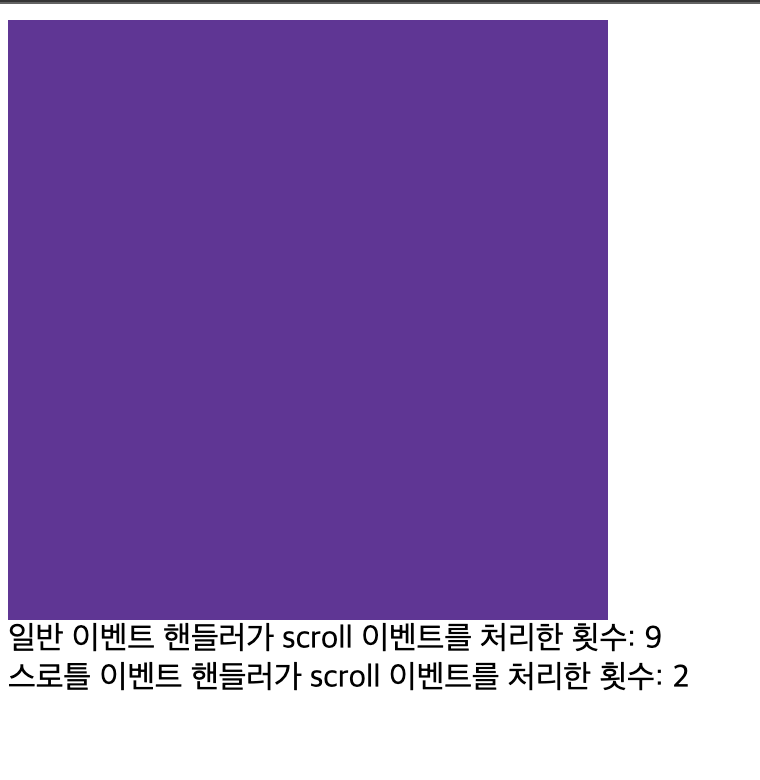 일반 이벤트 핸들러가 scroll 이벤트를 처리한 횟수: 9
스로틀 이벤트 핸들러가 scroll 이벤트를 처리한 횟수: 2